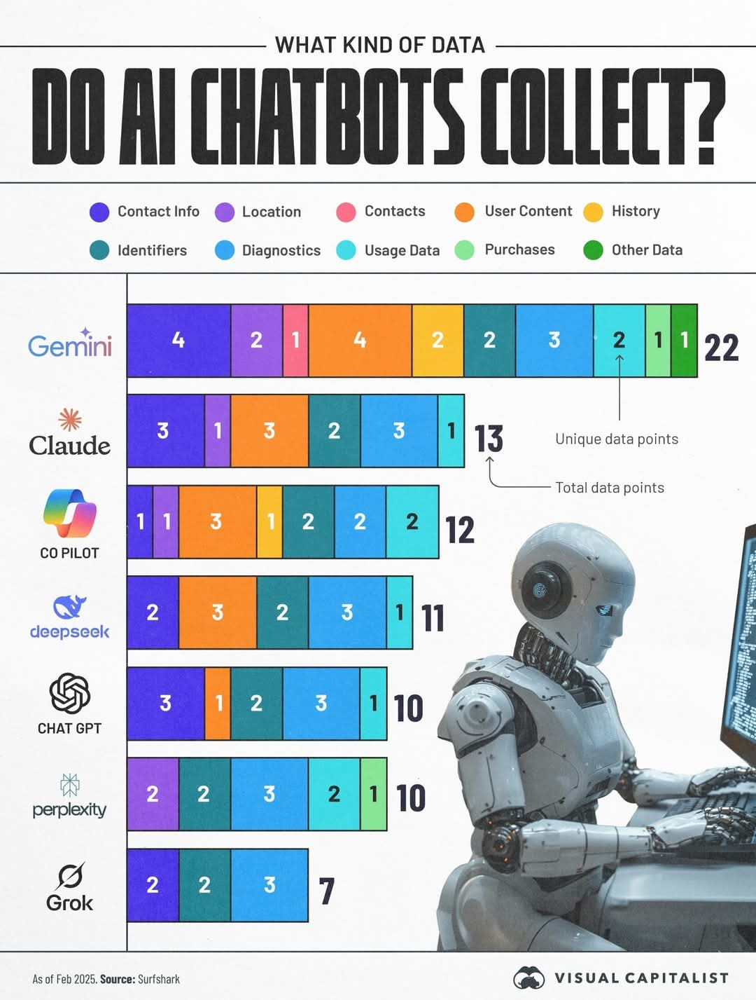 WHAT KIND OF DATA
DO AI CHATBOTS COLLECT?
Contact Info Location Contacts User Content History
Identifiers Diagnostics Usage Data Purchases Other Data
Gemini 4 2 1 4 2 2 3 2 1 1 22
Claude 3 1 3 2 3 1 13
Unique data points
Total data points
CO PILOT 1 1 3 1 2 2 2 12
deepseek 2 3 2 3 1 11
CHAT GPT 3 1 2 3 1 10
perplexity 2 2 3 2 1 10
Grok 2 2 3 7
As of Feb 2025. Source: Surfshark
VISUAL CAPITALIST